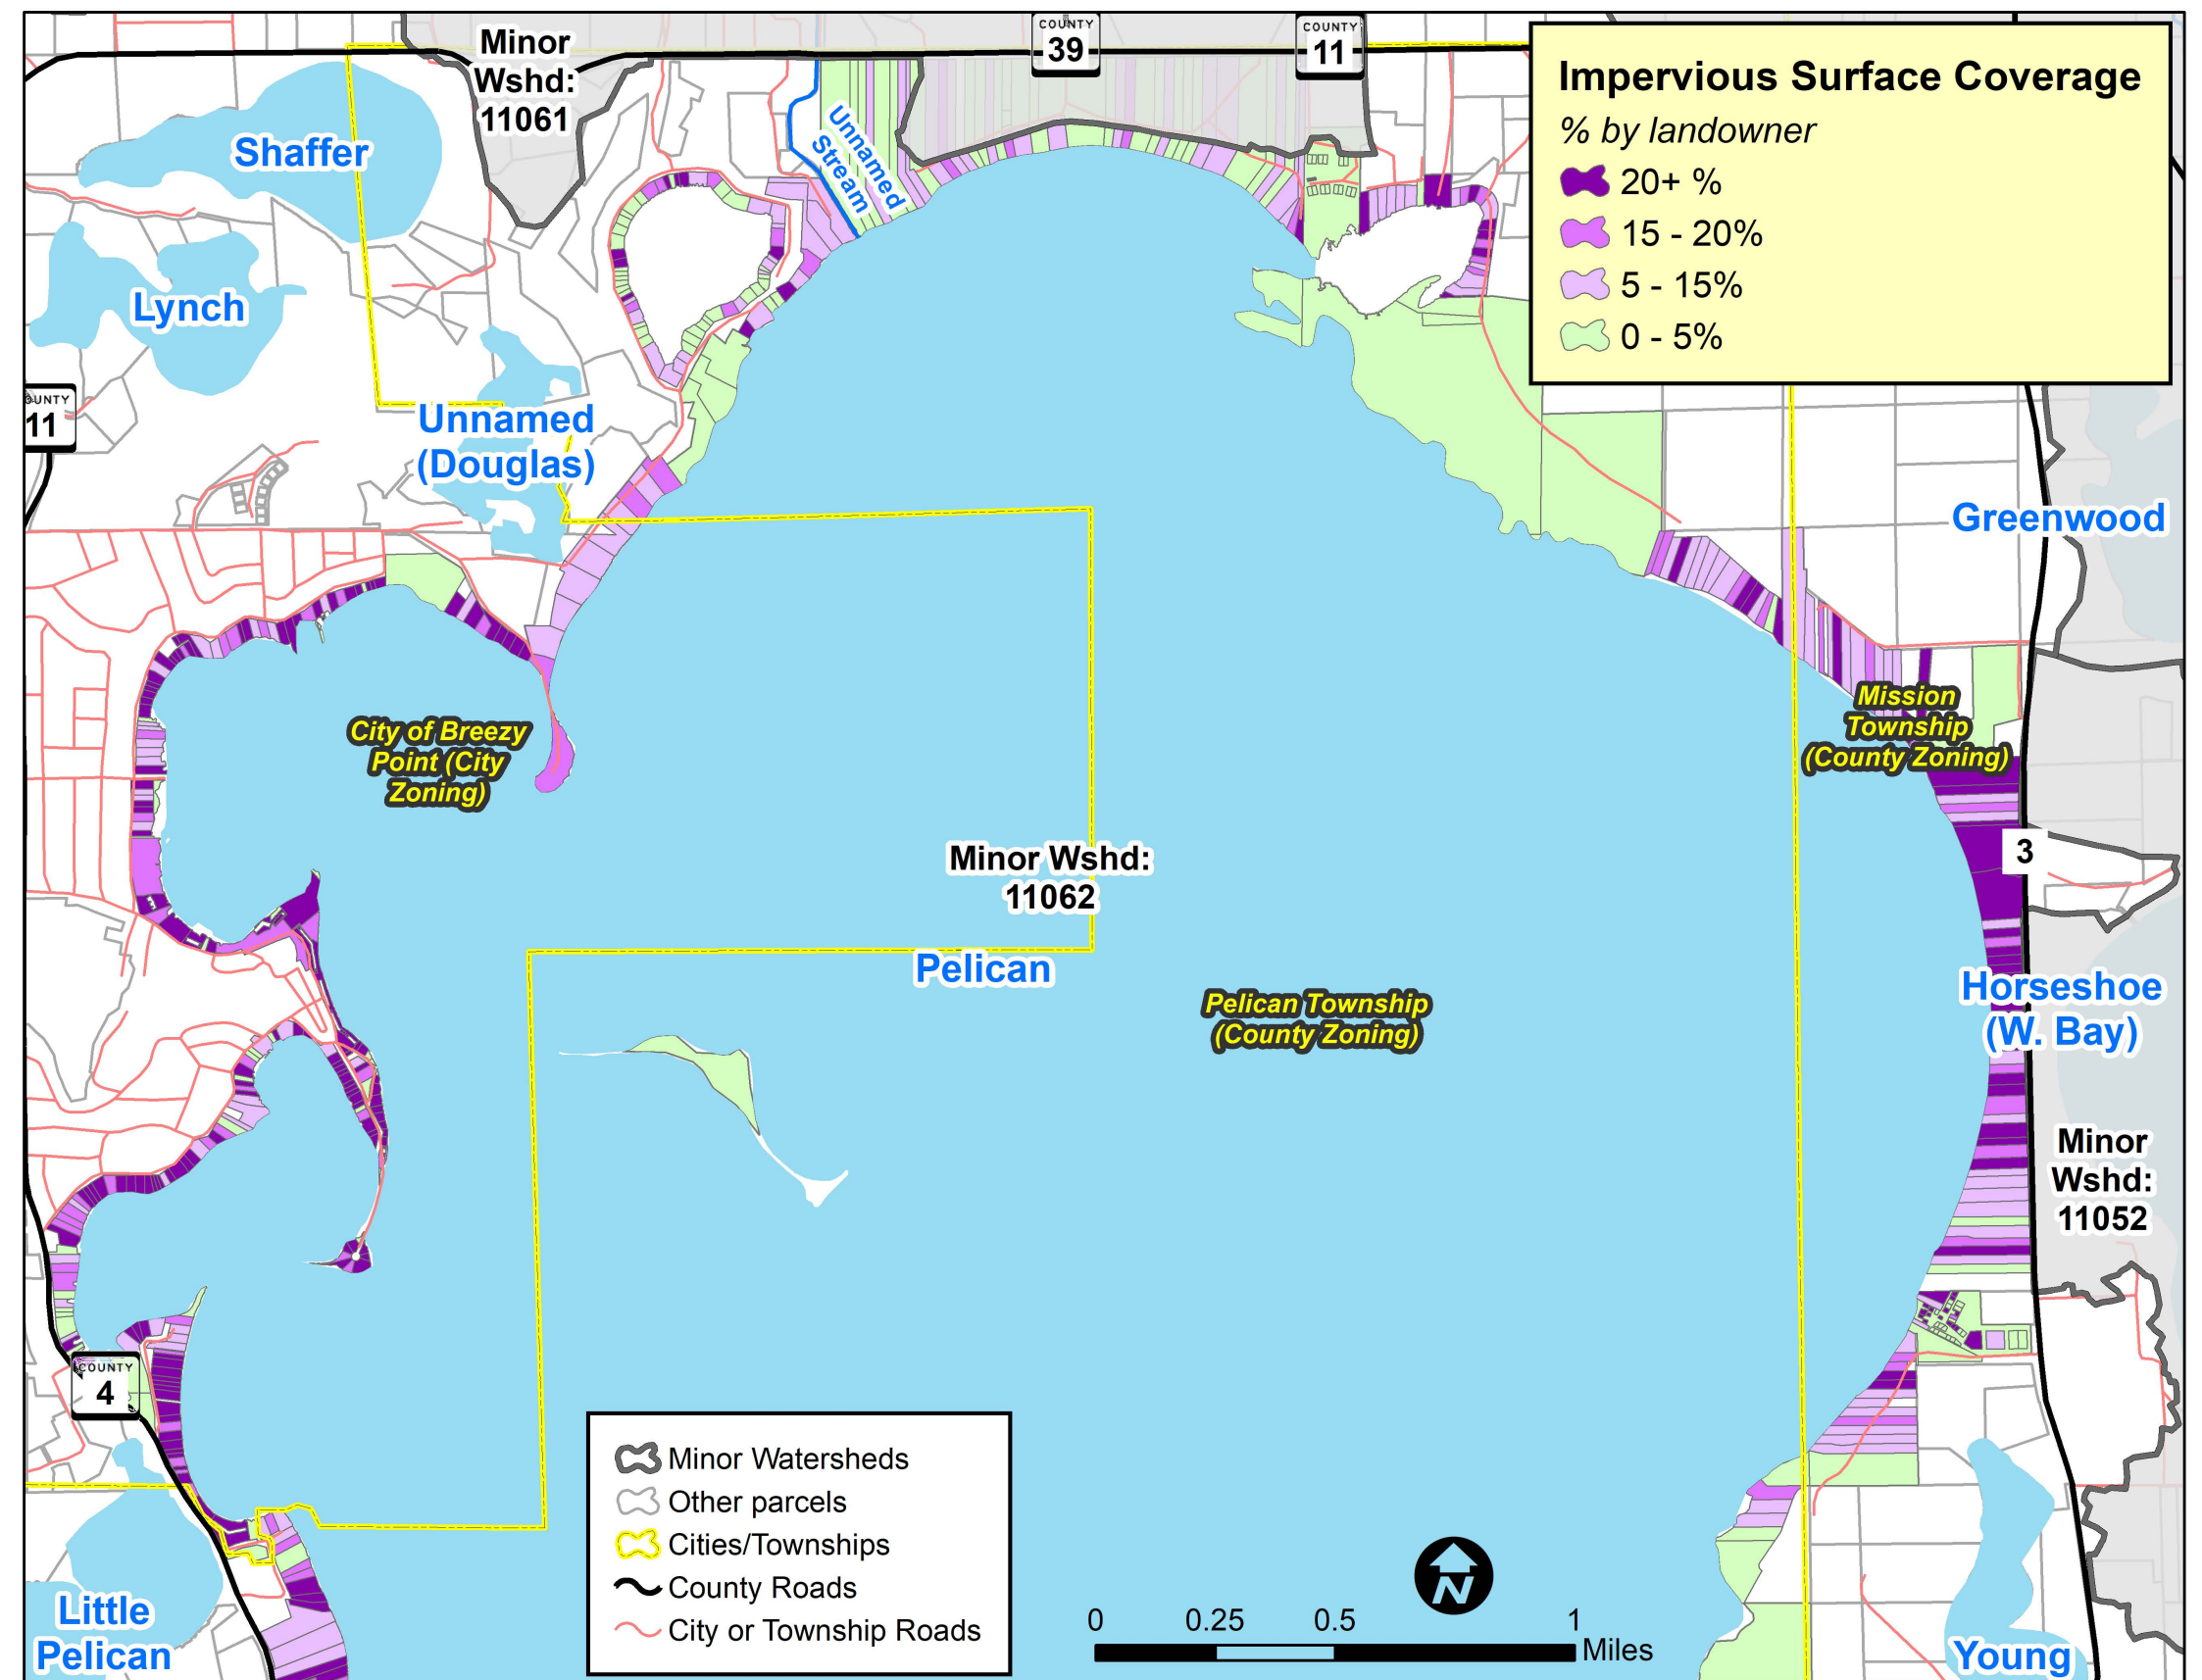 Minor
Wshd:
11061
COUNTY
39
COUNTY
11
Impervious Surface Coverage
% by landowner
20+ %
15 - 20%
5 - 15%
0 - 5%
Shaffer
Unnamed
Stream
Lynch
OUNTY
11
Unnamed
(Douglas)
Greenwood
City of Breezy
Point (City
Zoning)
Mission
Township
(County Zoning)
Minor Wshd:
11062
3
Pelican
Pelican Township
(County Zoning)
Horseshoe
(W. Bay)
Minor
Wshd:
11052
COUNTY
4
Minor Watersheds
Other parcels
Cities/Townships
County Roads
City or Township Roads
N
0 0.25 0.5 1
Miles
Little
Pelican
Young